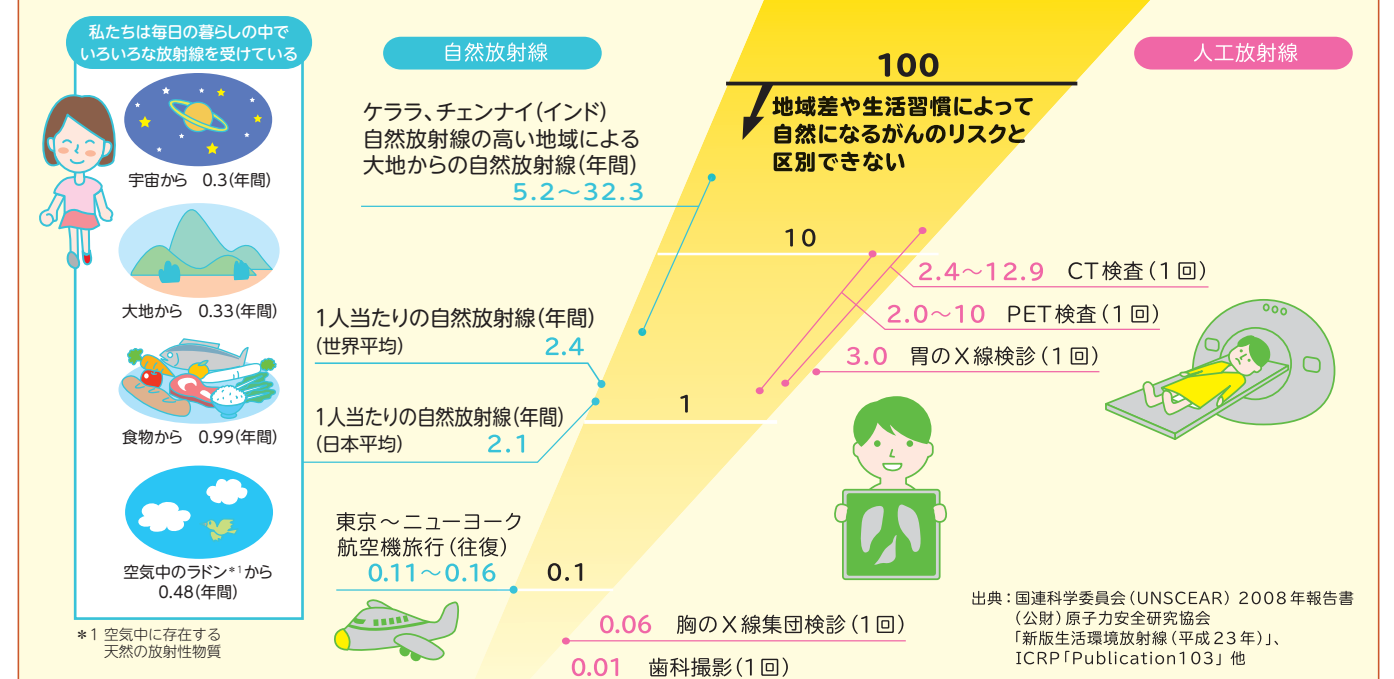 私たちは毎日の暮らしの中で
いろいろな放射線を受けている
宇宙から 0.3(年間)
大地から 0.33(年間)
食物から 0.99(年間)
空気中のラドン*1から
0.48(年間)
*1 空気中に存在する
天然の放射性物質
自然放射線
ケララ、チェンナイ(インド)
自然放射線の高い地域による
大地からの自然放射線(年間)
5.2~32.3
1人当たりの自然放射線(年間)
(世界平均) 2.4
1人当たりの自然放射線(年間)
(日本平均) 2.1
東京~ニューヨーク
航空機旅行(往復)
0.11~0.16
100
地域差や生活習慣によって
自然になるがんのリスクと
区別できない
10
1
0.1
人工放射線
2.4~12.9 CT検査(1回)
2.0~10 PET検査(1回)
3.0 胃のX線検診(1回)
0.06 胸のX線集団検診(1回)
0.01 歯科撮影(1回)
出典:国連科学委員会(UNSCEAR) 2008年報告書
(公財)原子力安全研究協会
「新版生活環境放射線(平成23年)」、
ICRP「Publication103」 他